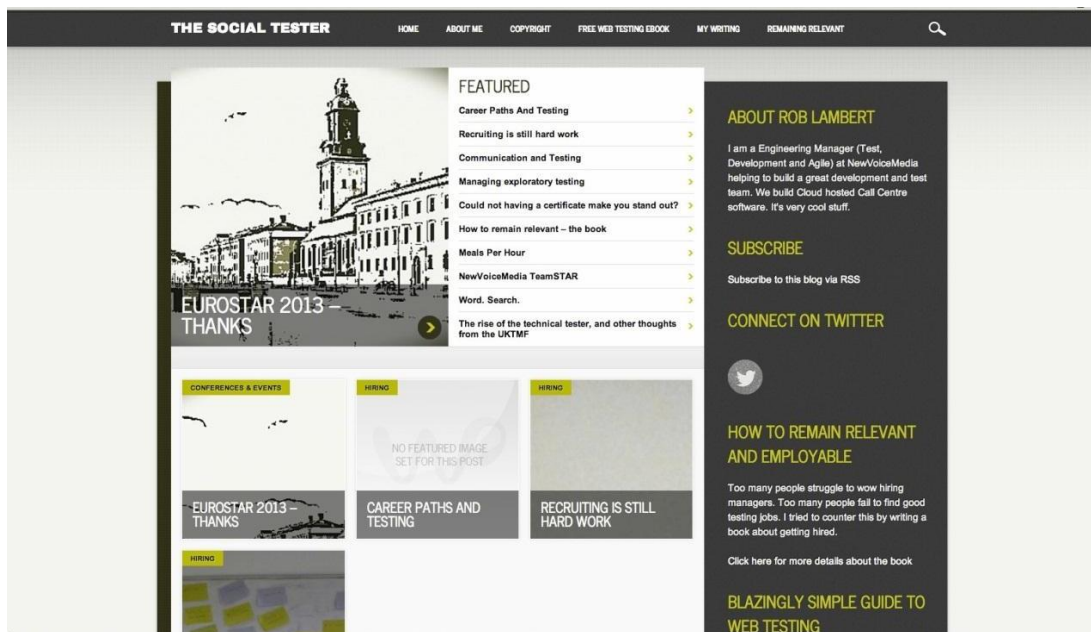 THE SOCIAL TESTER
HOME
ABOUT ME
COPYRIGHT
FREE WEB TESTING EBOOK
MY WRITING
REMAINING RELEVANT
EUROSTAR 2013 –
THANKS
FEATURED
Career Paths And Testing
Recruiting is still hard work
Communication and Testing
Managing exploratory testing
Could not having a certificate make you stand out?
How to remain relevant – the book
Meals Per Hour
NewVoiceMedia TeamSTAR
Word. Search.
The rise of the technical tester, and other thoughts
from the UKTMF
CONFERENCES & EVENTS
EUROSTAR 2013 –
THANKS
HIRING
NO FEATURED IMAGE
SET FOR THIS POST
CAREER PATHS AND
TESTING
HIRING
RECRUITING IS STILL
HARD WORK
HIRING
ABOUT ROB LAMBERT
I am a Engineering Manager (Test,
Development and Agile) at NewVoiceMedia
helping to build a great development and test
team. We build Cloud hosted Call Centre
software. It's very cool stuff.
SUBSCRIBE
Subscribe to this blog via RSS
CONNECT ON TWITTER
HOW TO REMAIN RELEVANT
AND EMPLOYABLE
Too many people struggle to wow hiring
managers. Too many people fail to find good
testing jobs. I tried to counter this by writing a
book about getting hired.
Click here for more details about the book
BLAZINGLY SIMPLE GUIDE TO
WEB TESTING